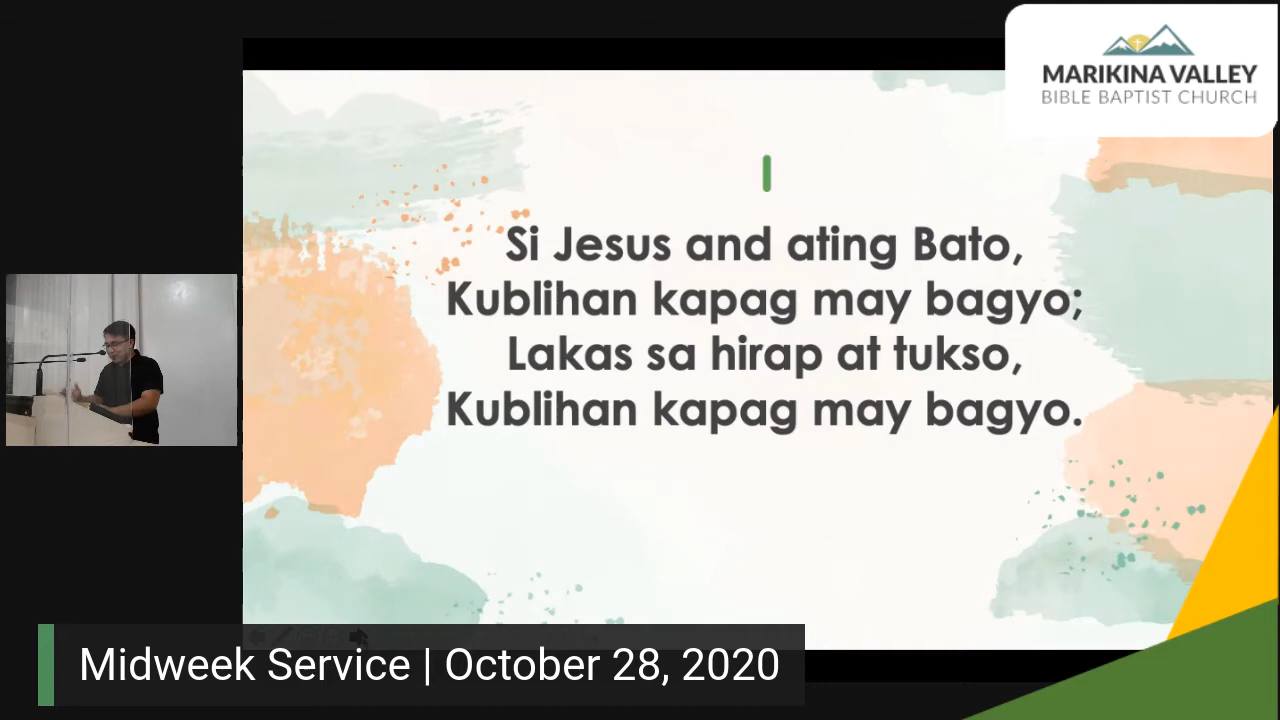 MARIKINA VALLEY
BIBLE BAPTIST CHURCH
I
Si Jesus and ating Bato,
Kublihan kapag may bagyo;
Lakas sa hirap at tukso,
Kublihan kapag may bagyo.
Midweek Service | October 28, 2020